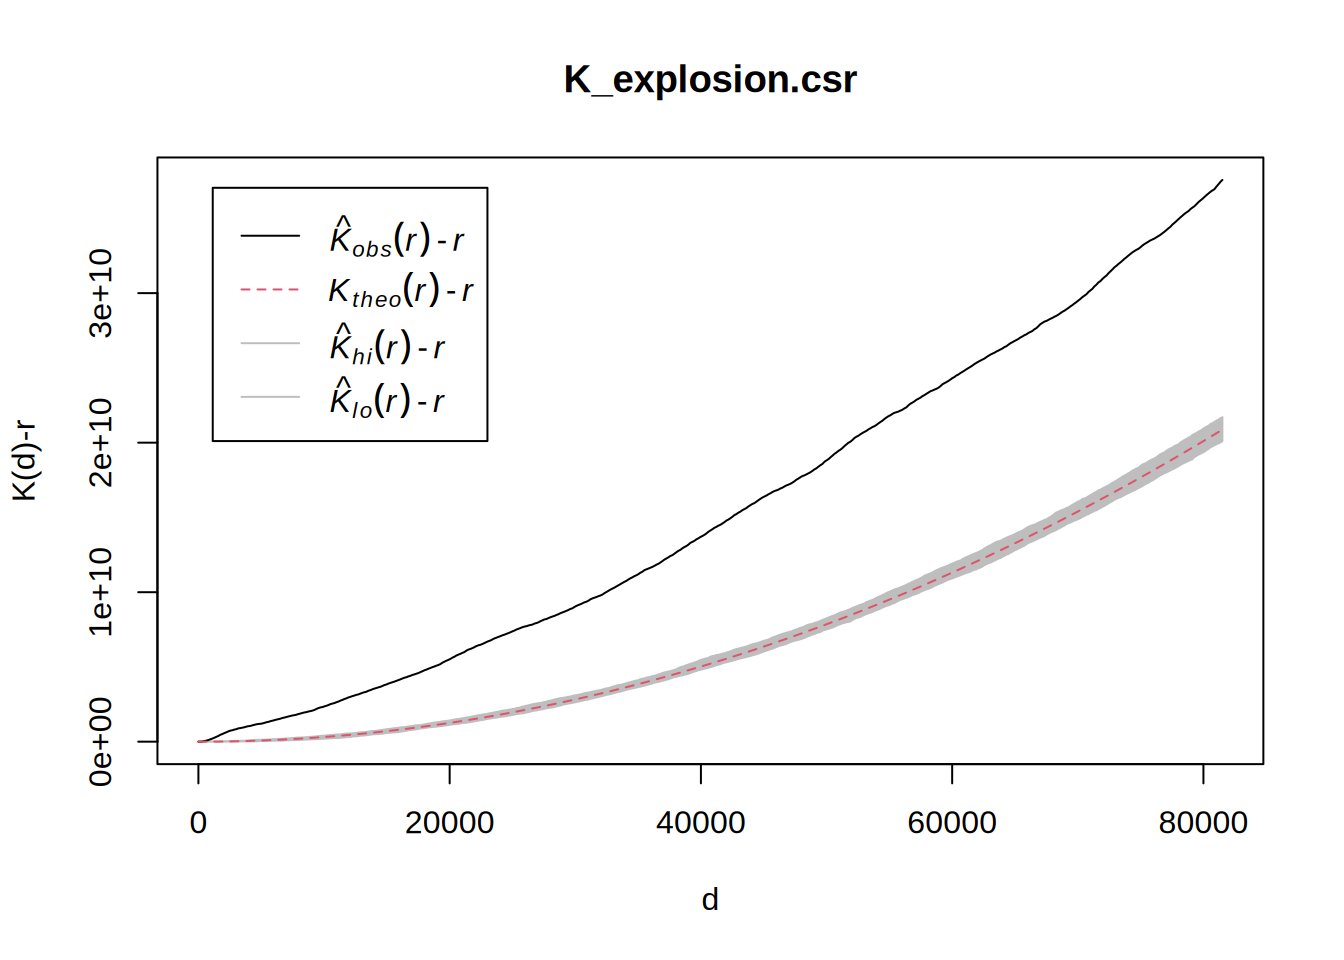 K_explosion.csr
K̂obs(r) - r
Ktheo(r) - r
K̂hi(r) - r
K̂lo(r) - r
K(d)-r
3e+10
2e+10
1e+10
0e+00
0 20000 40000 60000 80000
d